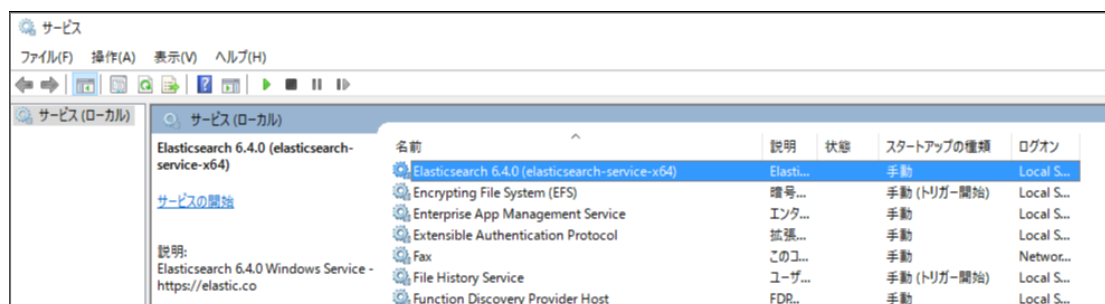 サービス
ファイル(F) 操作(A) 表示(V) ヘルプ(H)
サービス (ローカル)
サービス (ローカル)
Elasticsearch 6.4.0 (elasticsearch-
service-x64)
サービスの開始
説明:
Elasticsearch 6.4.0 Windows Service -
https://elastic.co
名前 説明 状態 スタートアップの種類 ログオン
Elasticsearch 6.4.0 (elasticsearch-service-x64) Elasti... 手動 Local S...
Encrypting File System (EFS) 暗号... 手動 (トリガー開始) Local S...
Enterprise App Management Service エンタ... 手動 Local S...
Extensible Authentication Protocol 拡張... 手動 Local S...
Fax このコ... 手動 Networ...
File History Service ユーザ... 手動 (トリガー開始) Local S...
Function Discovery Provider Host FDP... 手動 Local S...